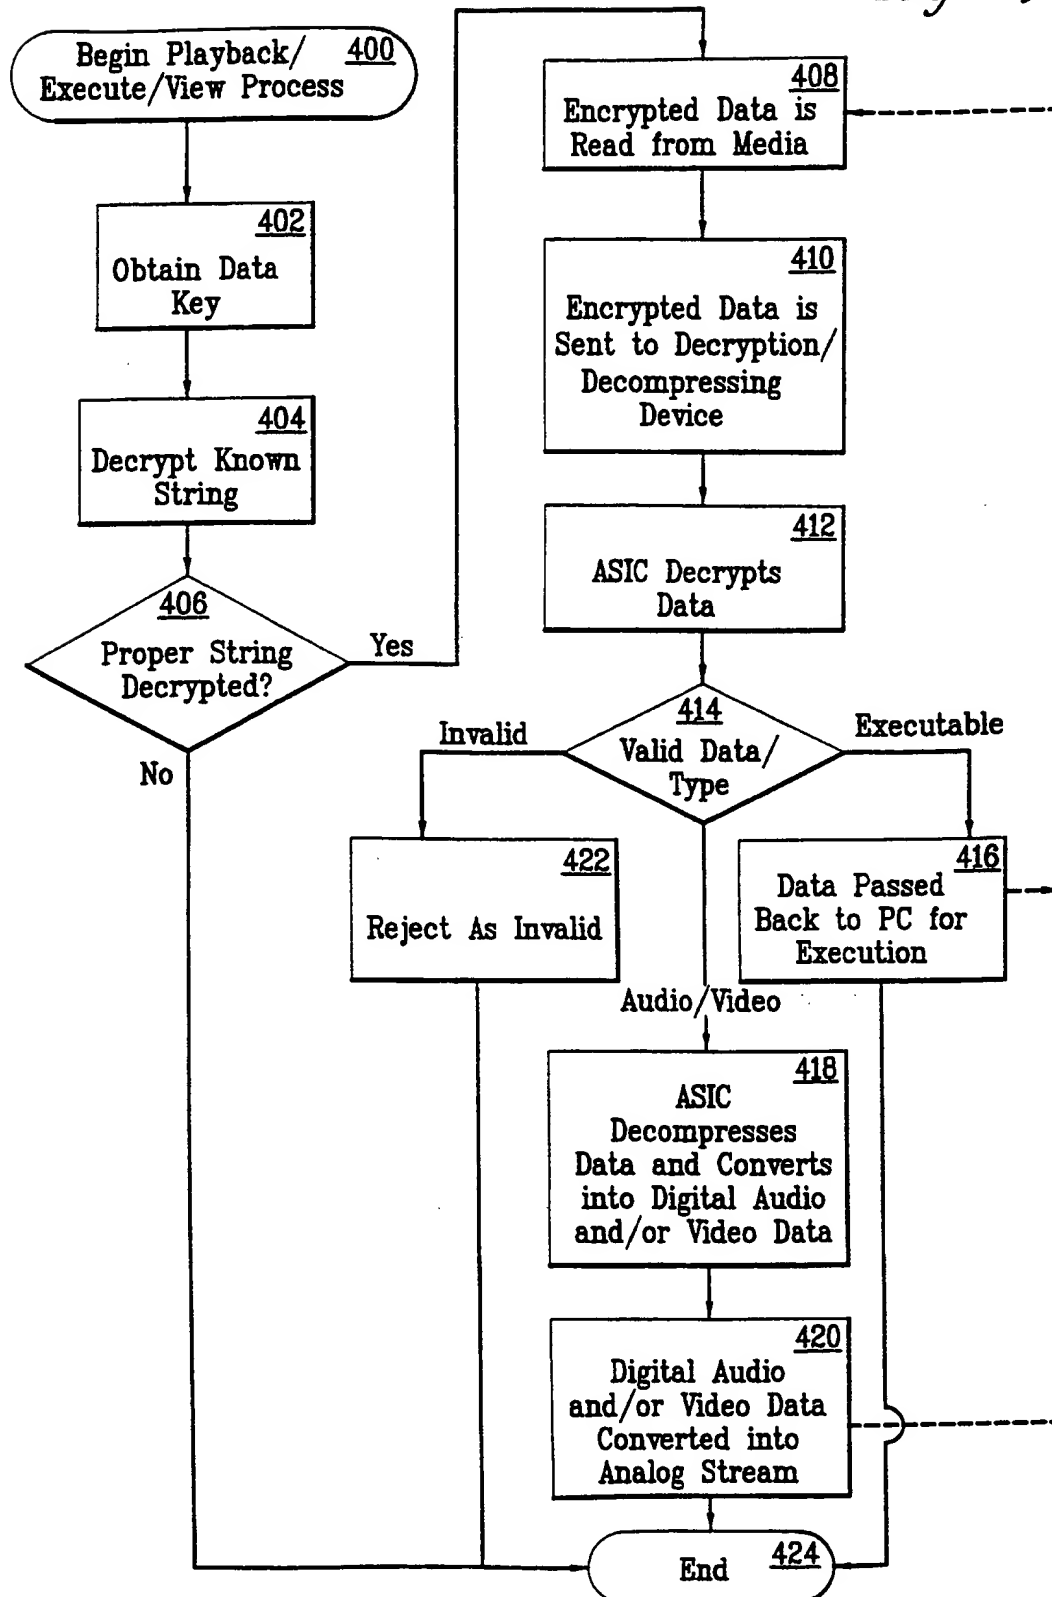 Begin Playback/ 400
Execute/View Process
402
Obtain Data
Key
404
Decrypt Known
String
406
Proper String
Decrypted?
Yes
No
408
Encrypted Data is
Read from Media
410
Encrypted Data is
Sent to Decryption/
Decompressing
Device
412
ASIC Decrypts
Data
414
Valid Data/
Type
Invalid
Executable
422
Reject As Invalid
416
Data Passed
Back to PC for
Execution
Audio/Video
418
ASIC
Decompresses
Data and Converts
into Digital Audio
and/or Video Data
420
Digital Audio
and/or Video Data
Converted into
Analog Stream
End 424